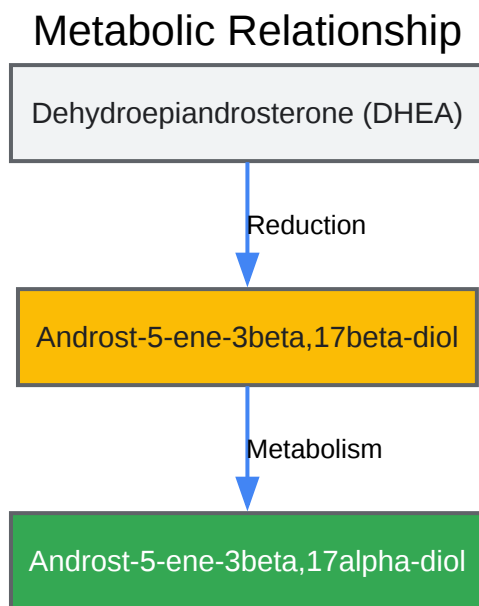 Metabolic Relationship
Dehydroepiandrosterone (DHEA)
Reduction
Androst-5-ene-3beta,17beta-diol
Metabolism
Androst-5-ene-3beta,17alpha-diol